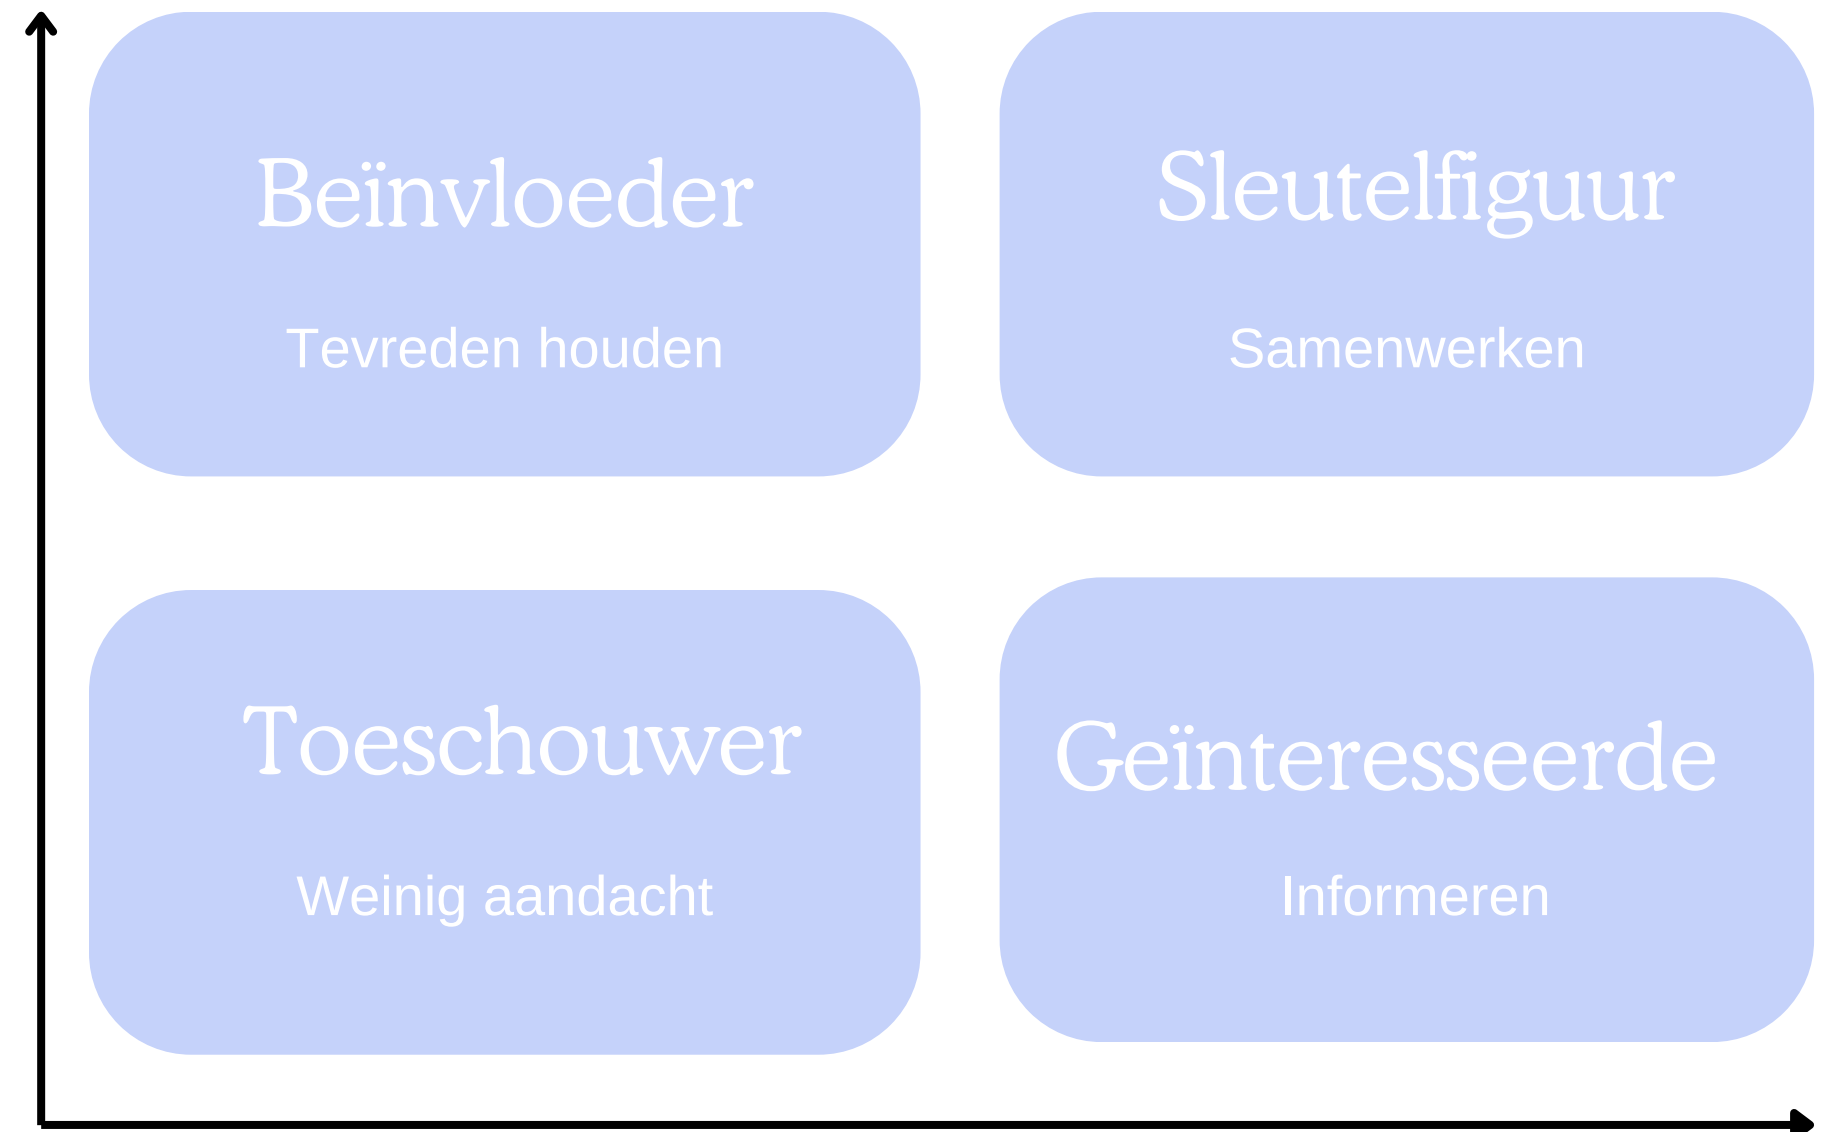 Beïnvloeder
Tevreden houden
Sleutelfiguur
Samenwerken
Toeschouwer
Weinig aandacht
Geïnteresseerde
Informeren